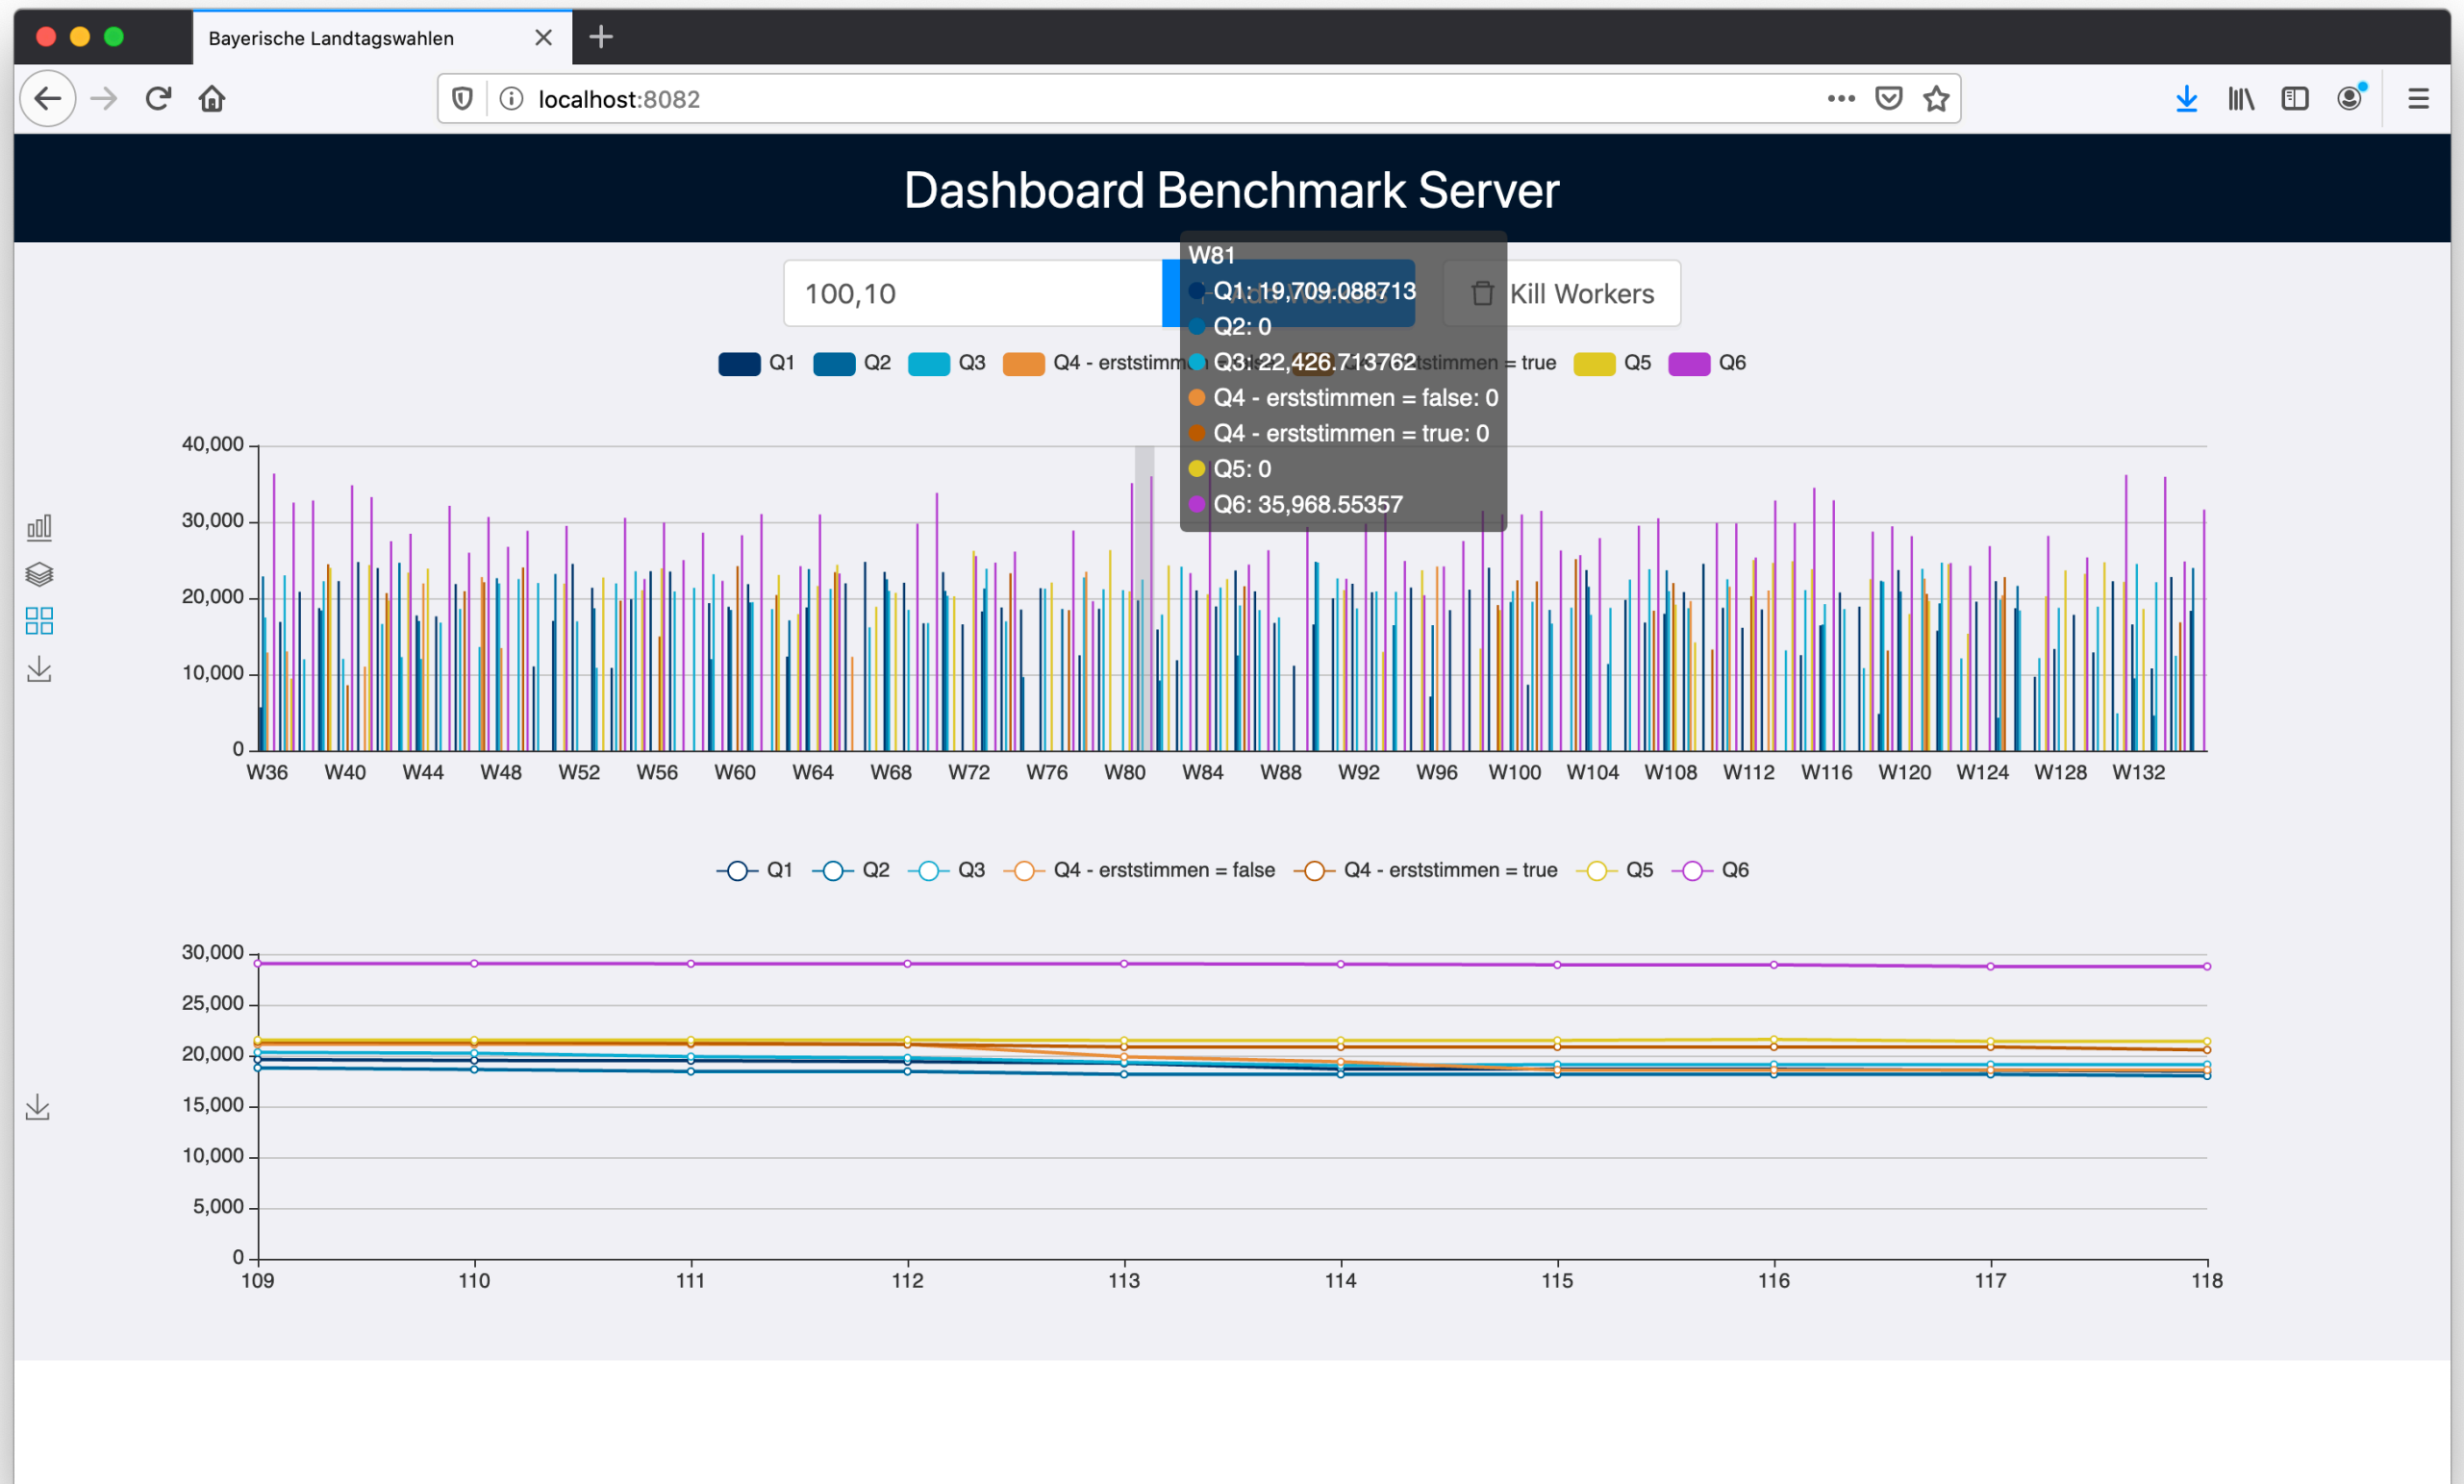 Bayerische Landtagswahlen
localhost:8082
Dashboard Benchmark Server
100,10
Kill Workers
W81
Q1: 19,709.088713
Q2: 0
Q3: 22,426.713762
Q4 - erststimmen = false: 0
Q4 - erststimmen = true: 0
Q5: 0
Q6: 35,968.55357
Q1 Q2 Q3 Q4 - erststimm = true Q5 Q6
40,000
30,000
20,000
10,000
0
W36 W40 W44 W48 W52 W56 W60 W64 W68 W72 W76 W80 W84 W88 W92 W96 W100 W104 W108 W112 W116 W120 W124 W128 W132
Q1 Q2 Q3 Q4 - erststimmen = false Q4 - erststimmen = true Q5 Q6
30,000
25,000
20,000
15,000
10,000
5,000
0
109 110 111 112 113 114 115 116 117 118